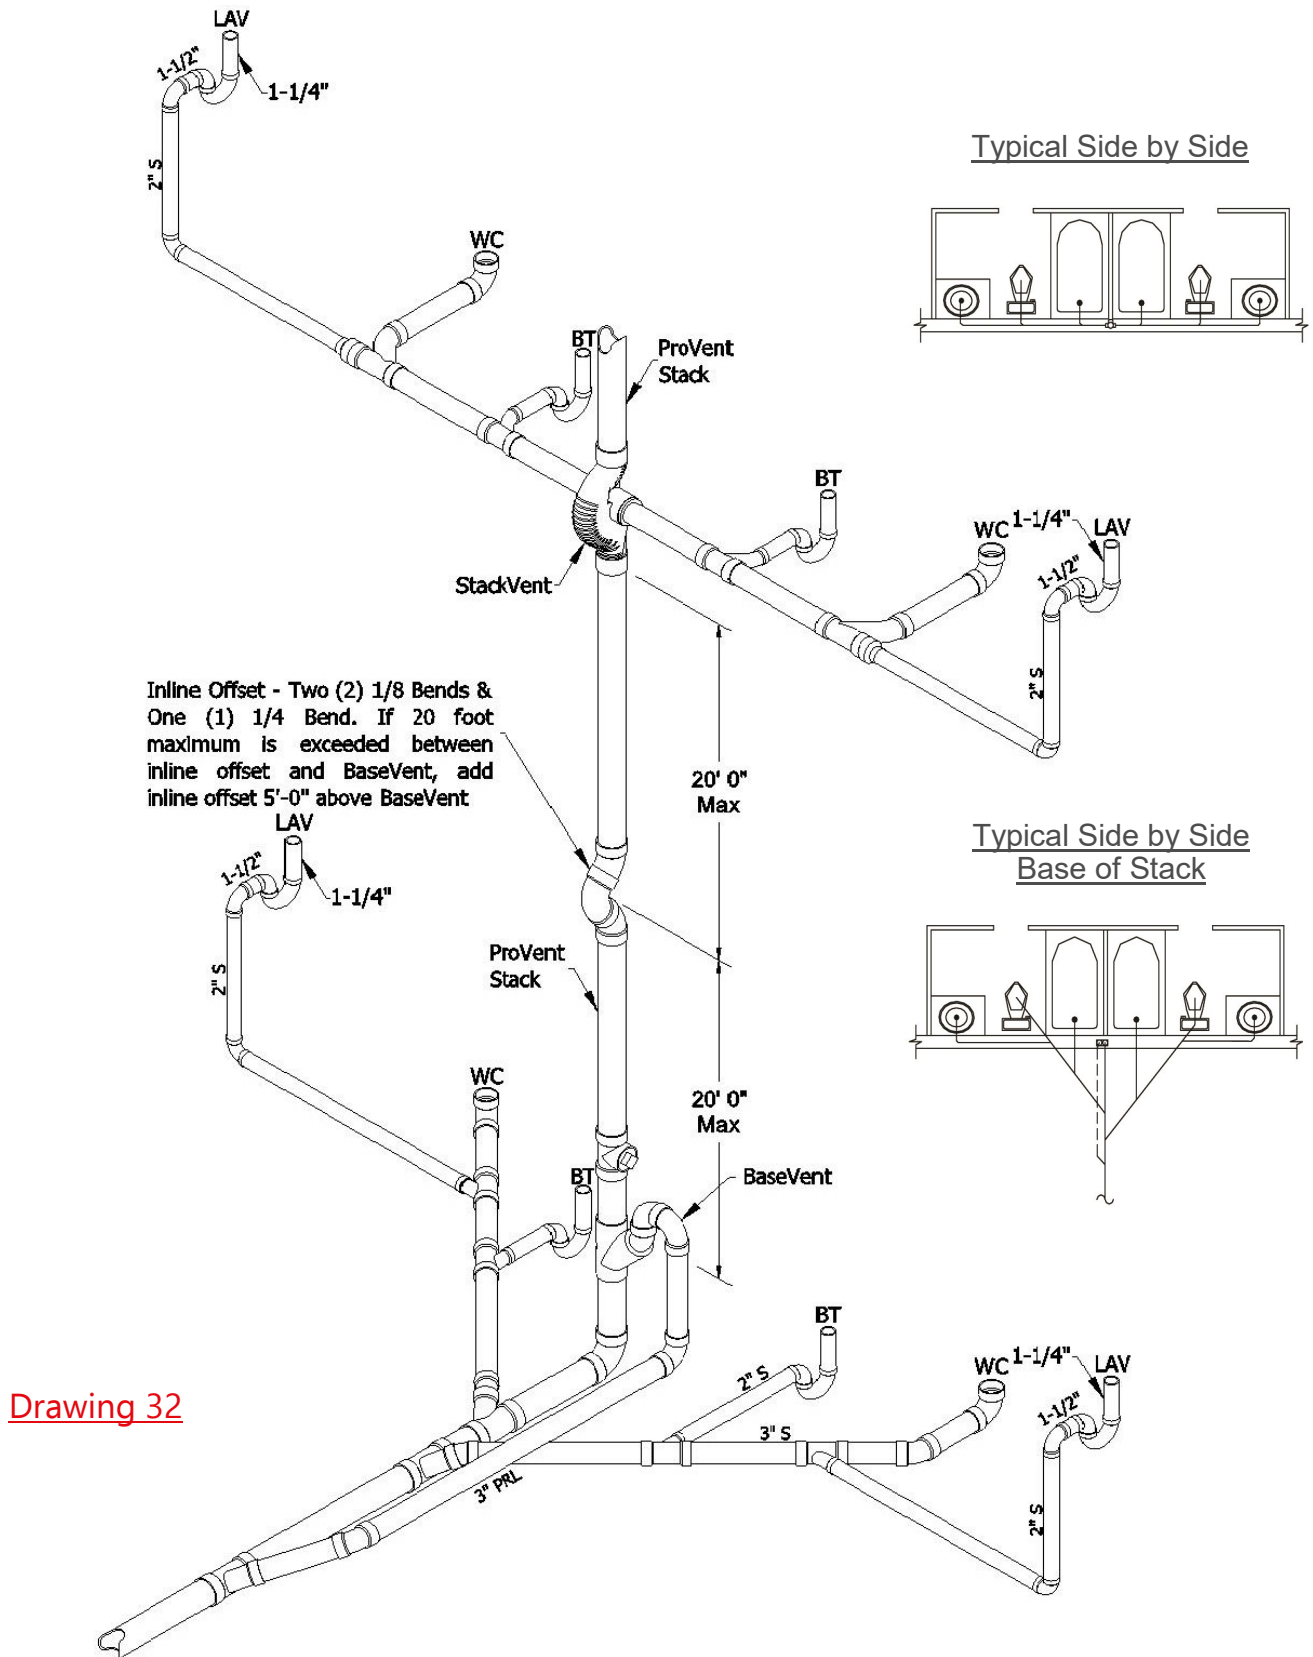 LAV
1-1/2"
1-1/4"
2" S
Typical Side by Side
WC
BT
ProVent
Stack
BT
WC
1-1/4"
LAV
1-1/2"
StackVent
2" S
Inline Offset - Two (2) 1/8 Bends &
One (1) 1/4 Bend. If 20 foot
maximum is exceeded between
inline offset and BaseVent, add
inline offset 5'-0" above BaseVent
20' 0"
Max
LAV
1-1/2"
1-1/4"
Typical Side by Side
Base of Stack
ProVent
Stack
2" S
WC
20' 0"
Max
BT
BaseVent
BT
WC
1-1/4"
LAV
2" S
1-1/2"
Drawing 32
3" S
3" PRL
2" S